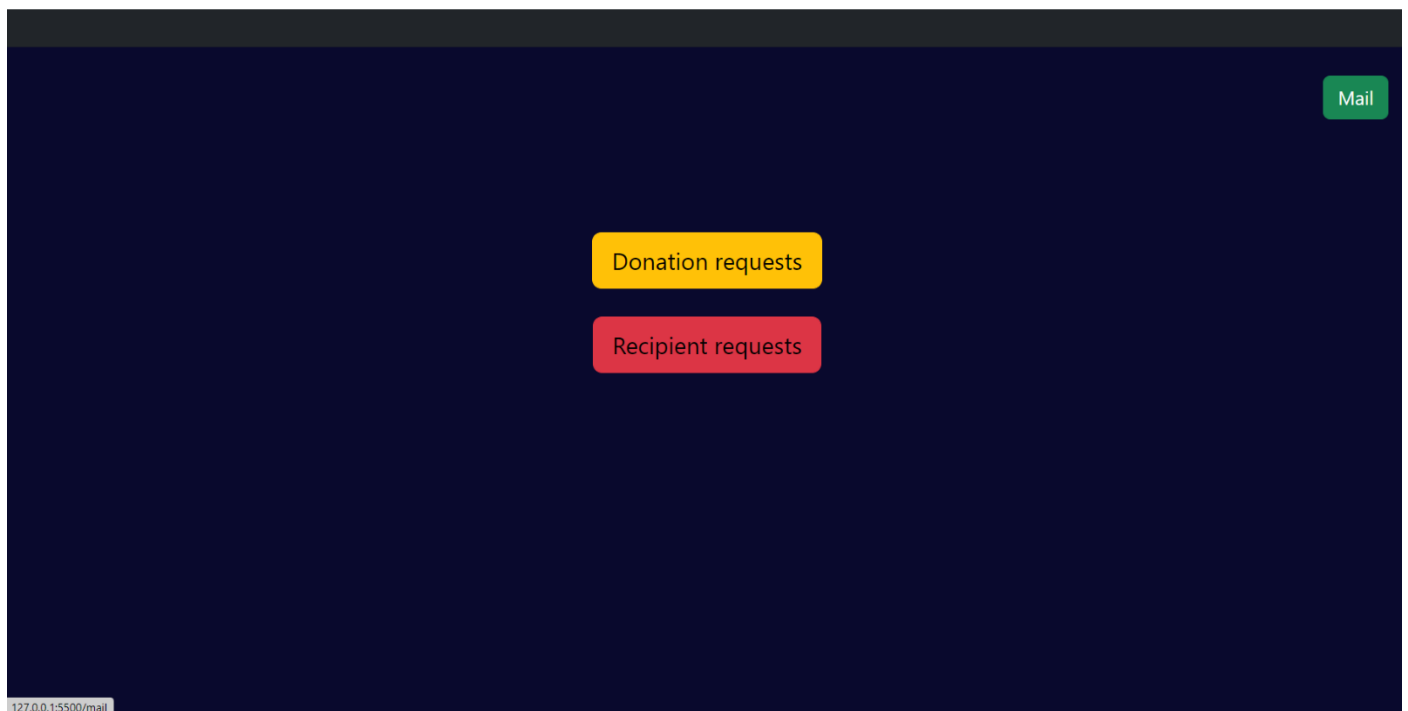 Mail
Donation requests
Recipient requests
127.0.0.1:5500/mail